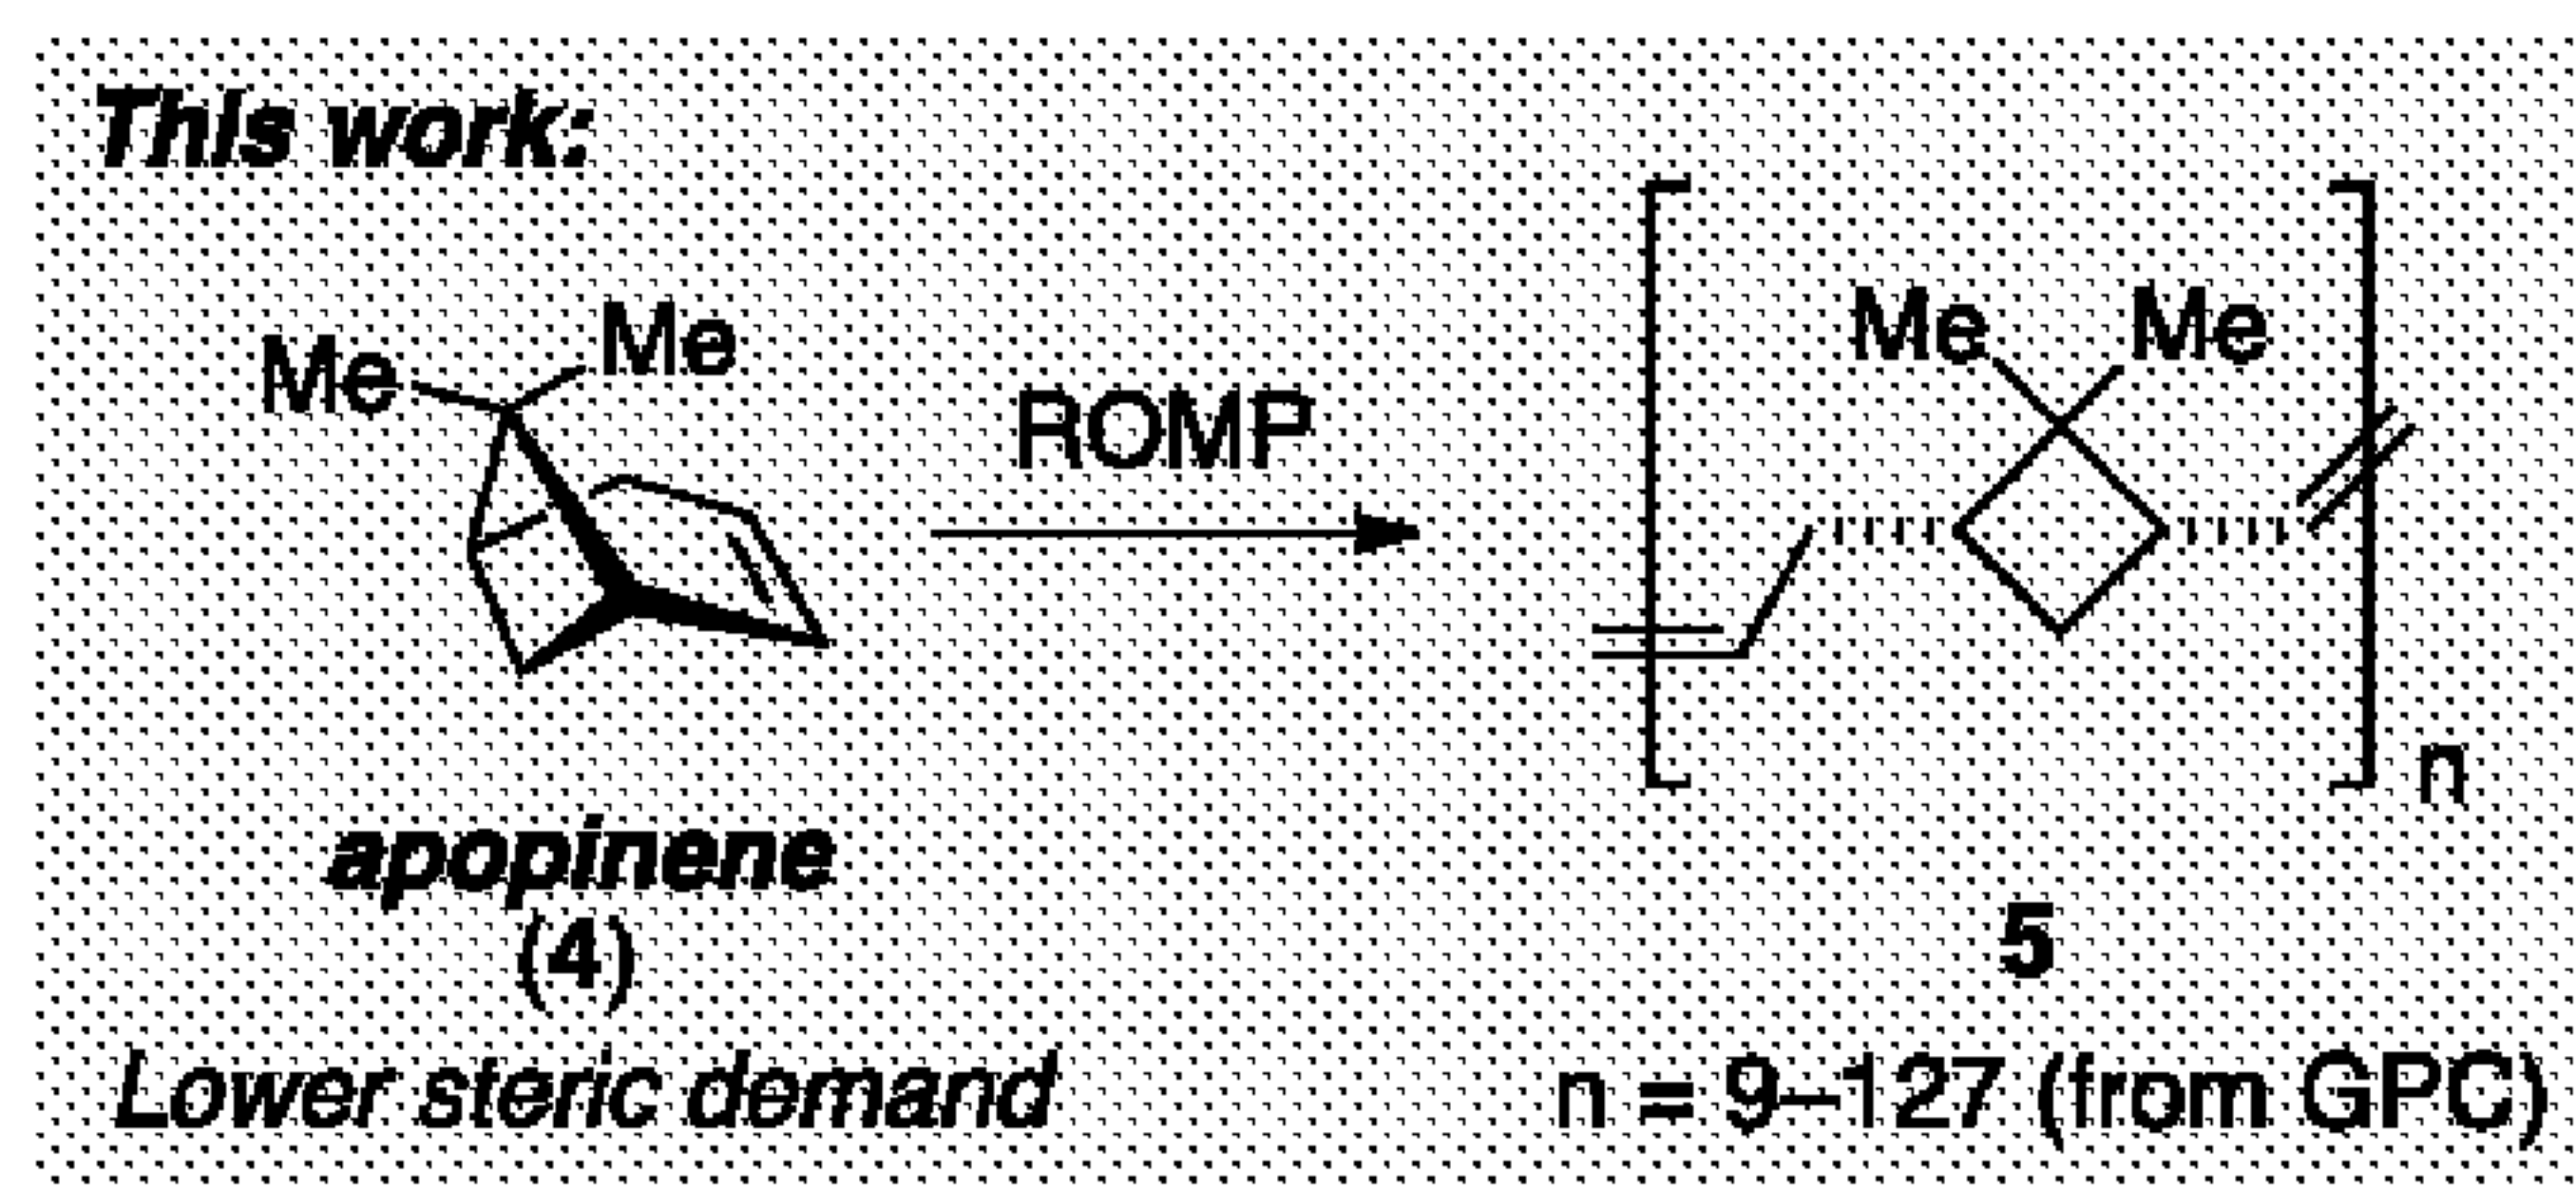 This work:
Me Me
ROMP
Me Me
n
apopinene
(4)
Lower steric demand
5
n = 9–127 (from GPC)